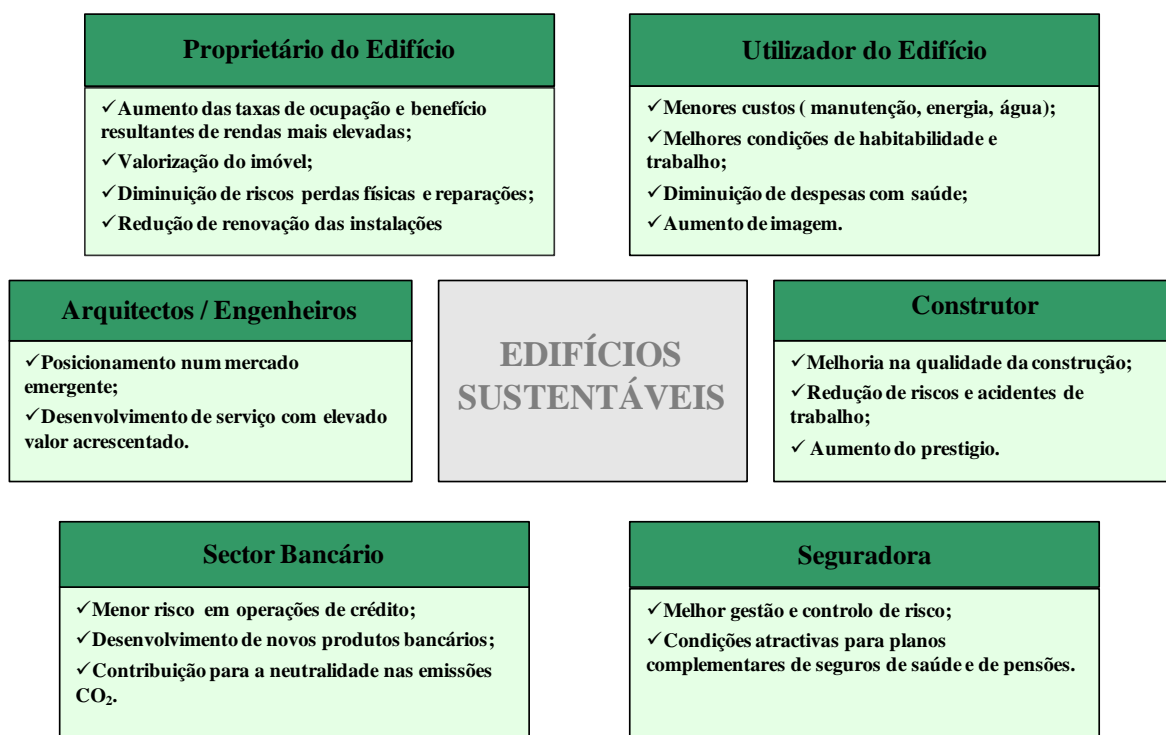 Proprietário do Edifício
✓Aumento das taxas de ocupação e benefício
resultantes de rendas mais elevadas;
✓Valorização do imóvel;
✓Diminuição de riscos perdas físicas e reparações;
✓Redução de renovação das instalações
Utilizador do Edifício
✓Menores custos ( manutenção, energia, água);
✓Melhores condições de habitabilidade e
trabalho;
✓Diminuição de despesas com saúde;
✓Aumento de imagem.
Arquitectos / Engenheiros
✓Posicionamento num mercado
emergente;
✓Desenvolvimento de serviço com elevado
valor acrescentado.
EDIFÍCIOS
SUSTENTÁVEIS
Construtor
✓Melhoria na qualidade da construção;
✓Redução de riscos e acidentes de
trabalho;
✓ Aumento do prestigio.
Sector Bancário
✓Menor risco em operações de crédito;
✓Desenvolvimento de novos produtos bancários;
✓Contribuição para a neutralidade nas emissões
CO₂.
Seguradora
✓Melhor gestão e controlo de risco;
✓Condições atractivas para planos
complementares de seguros de saúde e de pensões.